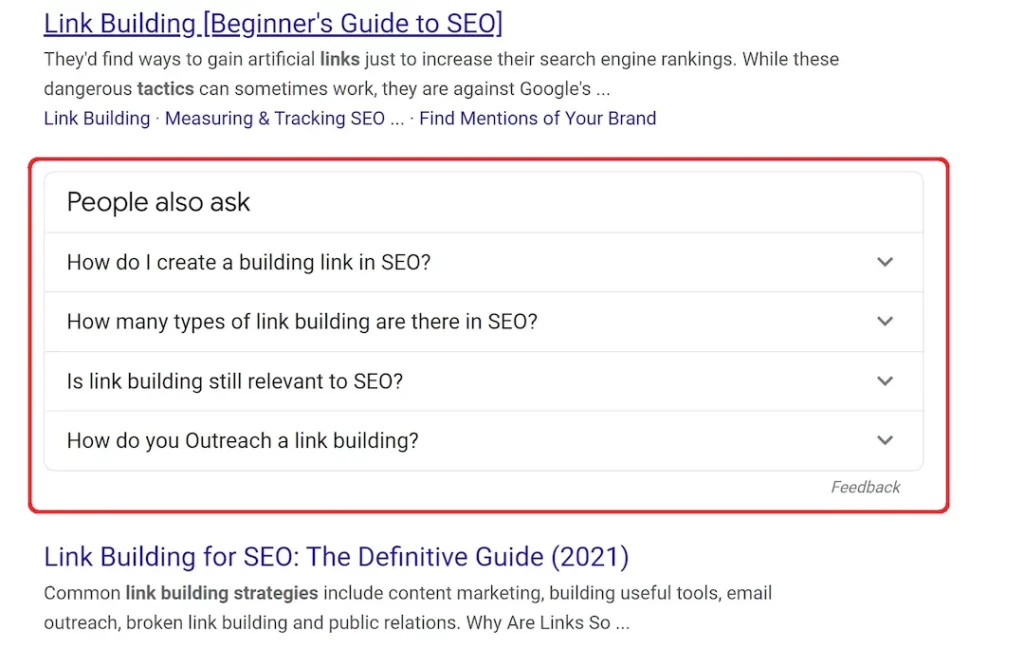 Link Building [Beginner's Guide to SEO]
They'd find ways to gain artificial links just to increase their search engine rankings. While these
dangerous tactics can sometimes work, they are against Google's ...
Link Building · Measuring & Tracking SEO ... · Find Mentions of Your Brand
People also ask
How do I create a building link in SEO?
How many types of link building are there in SEO?
Is link building still relevant to SEO?
How do you Outreach a link building?
Feedback
Link Building for SEO: The Definitive Guide (2021)
Common link building strategies include content marketing, building useful tools, email
outreach, broken link building and public relations. Why Are Links So ...